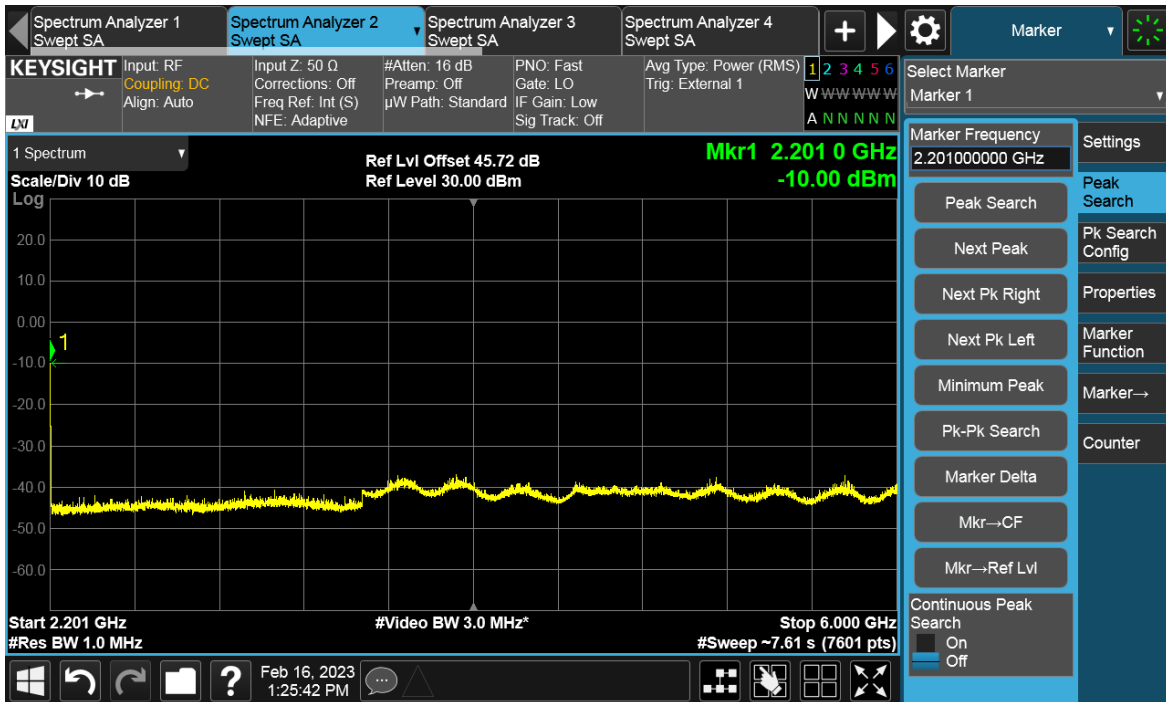 Spectrum Analyzer 1
Swept SA
Spectrum Analyzer 2
Swept SA
Spectrum Analyzer 3
Swept SA
Spectrum Analyzer 4
Swept SA
+
Marker
KEYSIGHT
LXI
Input: RF
Coupling: DC
Align: Auto
Input Z: 50 Ω
Corrections: Off
Freq Ref: Int (S)
NFE: Adaptive
#Atten: 16 dB
Preamp: Off
µW Path: Standard
PNO: Fast
Gate: LO
IF Gain: Low
Sig Track: Off
Avg Type: Power (RMS)
Trig: External 1
1 2 3 4 5 6
W W W W W W
A N N N N N
Select Marker
Marker 1
1 Spectrum
Scale/Div 10 dB
Log
Ref Lvl Offset 45.72 dB
Ref Level 30.00 dBm
Mkr1 2.201 0 GHz
-10.00 dBm
20.0
10.0
0.00
-10.0
-20.0
-30.0
-40.0
-50.0
-60.0
1
Start 2.201 GHz
#Res BW 1.0 MHz
#Video BW 3.0 MHz*
Stop 6.000 GHz
#Sweep ~7.61 s (7601 pts)
Marker Frequency
2.201000000 GHz
Peak Search
Next Peak
Next Pk Right
Next Pk Left
Minimum Peak
Pk-Pk Search
Marker Delta
Mkr→CF
Mkr→Ref Lvl
Continuous Peak
Search
On
Off
Settings
Peak
Search
Pk Search
Config
Properties
Marker
Function
Marker→
Counter
?
Feb 16, 2023
1:25:42 PM